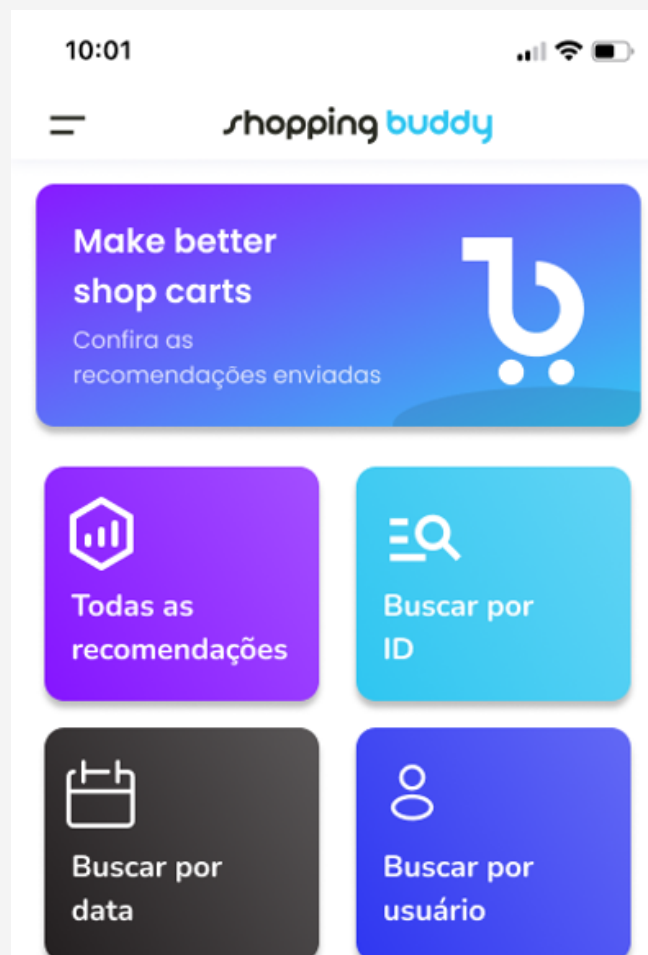 10:01
shopping buddy
Make better
shop carts
Confira as
recomendações enviadas
Todas as
recomendações
Buscar por
ID
Buscar por
data
Buscar por
usuário